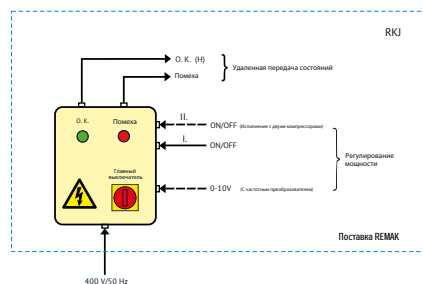 RKJ
О. К. (Н)
Помеха
Удаленная передача состояний
О. К.
Помеха
II.
ON/OFF (Исполнение с двумя компрессорами)
I.
ON/OFF
Регулирование
мощности
Главный
выключатель
0-10V (С частотным преобразователем)
Поставка REMAK
400 V/50 Hz